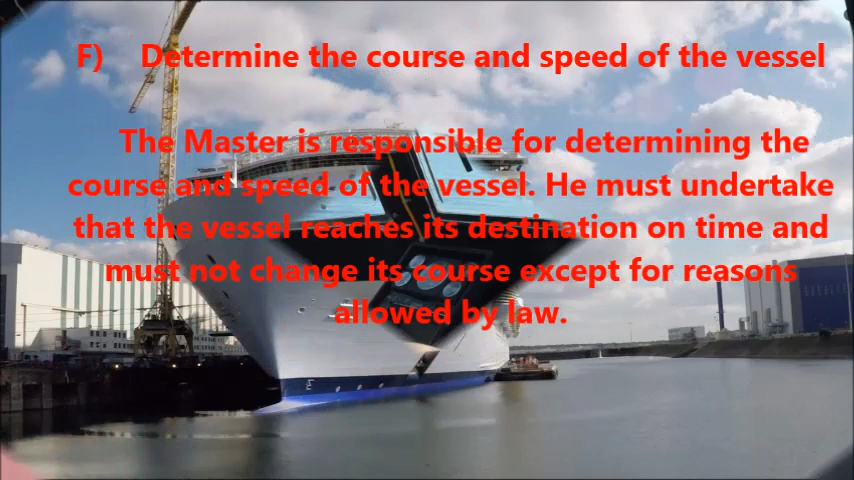 F) Determine the course and speed of the vessel
The Master is responsible for determining the
course and speed of the vessel. He must undertake
that the vessel reaches its destination on time and
must not change its course except for reasons
allowed by law.